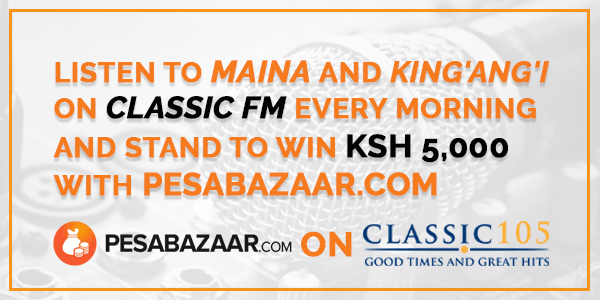 LISTEN TO MAINA AND KING'ANG'I
ON CLASSIC FM EVERY MORNING
AND STAND TO WIN KSH 5,000
WITH PESABAZAAR.COM
PESABAZAAR.COM ON CLASSIC105
GOOD TIMES AND GREAT HITS